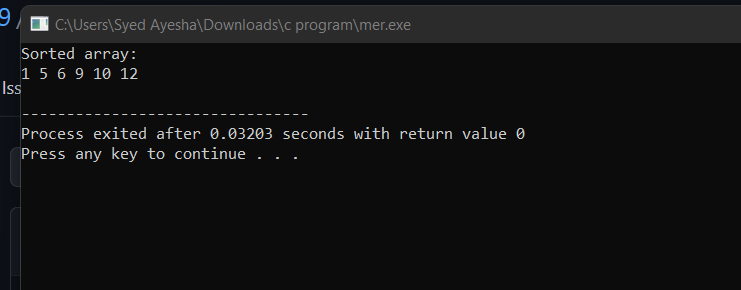 9
C:\Users\Syed Ayesha\Downloads\c program\mer.exe
Sorted array:
1 5 6 9 10 12
Iss
--------------------------------
Process exited after 0.03203 seconds with return value 0
Press any key to continue . . .